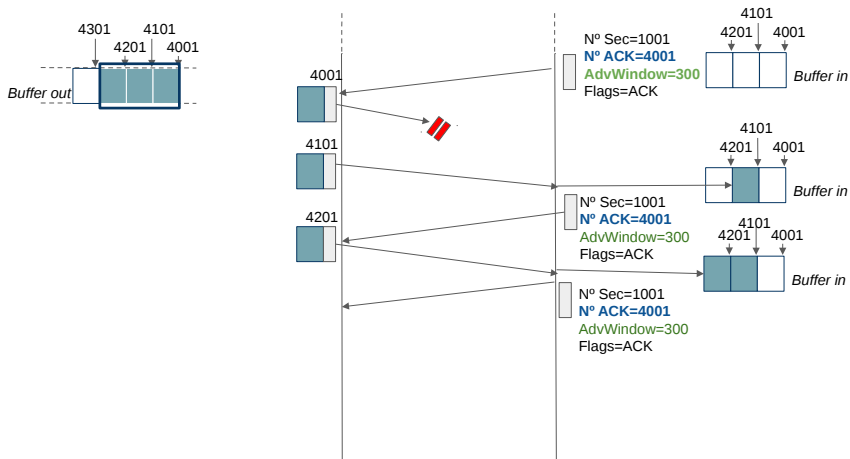 4301
4101
4201
4001
Buffer out
4001
4101
4201
Nº Sec=1001
Nº ACK=4001
AdvWindow=300
Flags=ACK
4101
4201
4001
Buffer in
4101
4201
4001
Buffer in
Nº Sec=1001
Nº ACK=4001
AdvWindow=300
Flags=ACK
4101
4201
4001
Buffer in
Nº Sec=1001
Nº ACK=4001
AdvWindow=300
Flags=ACK